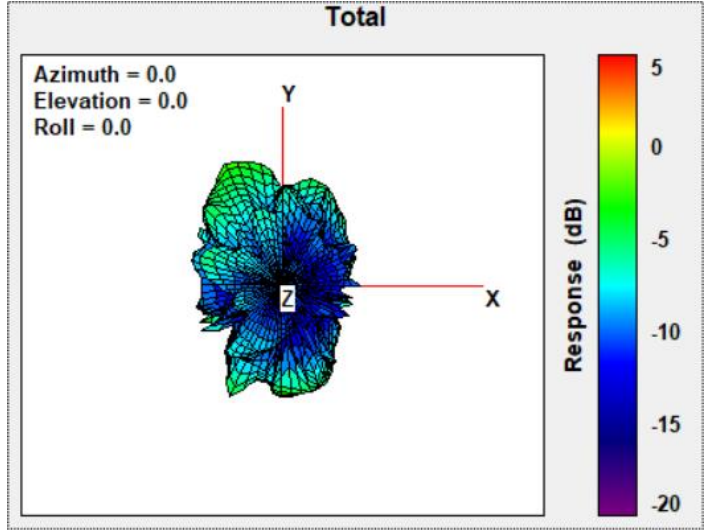 Total
Azimuth = 0.0
Elevation = 0.0
Roll = 0.0
Y
X
Z
Response (dB)
5
0
-5
-10
-15
-20